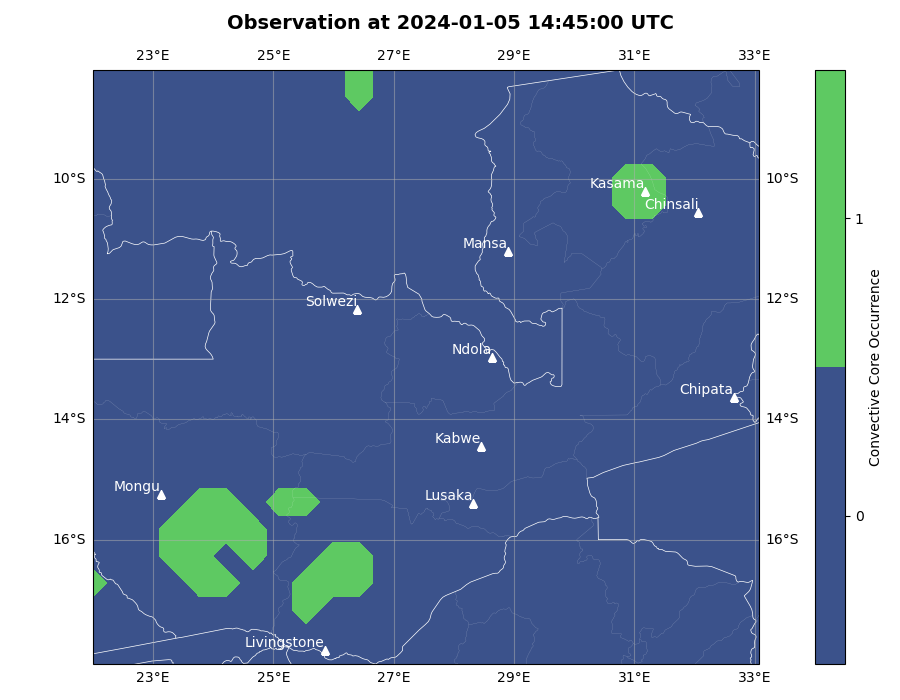 Observation at 2024-01-05 14:45:00 UTC
23°E 25°E 27°E 29°E 31°E 33°E
10°S 10°S
12°S 12°S
14°S 14°S
16°S 16°S
Kasama
Chinsali
Mansa
Solwezi
Ndola
Chipata
Kabwe
Mongu
Lusaka
Livingstone
23°E 25°E 27°E 29°E 31°E 33°E
1
0
Convective Core Occurrence